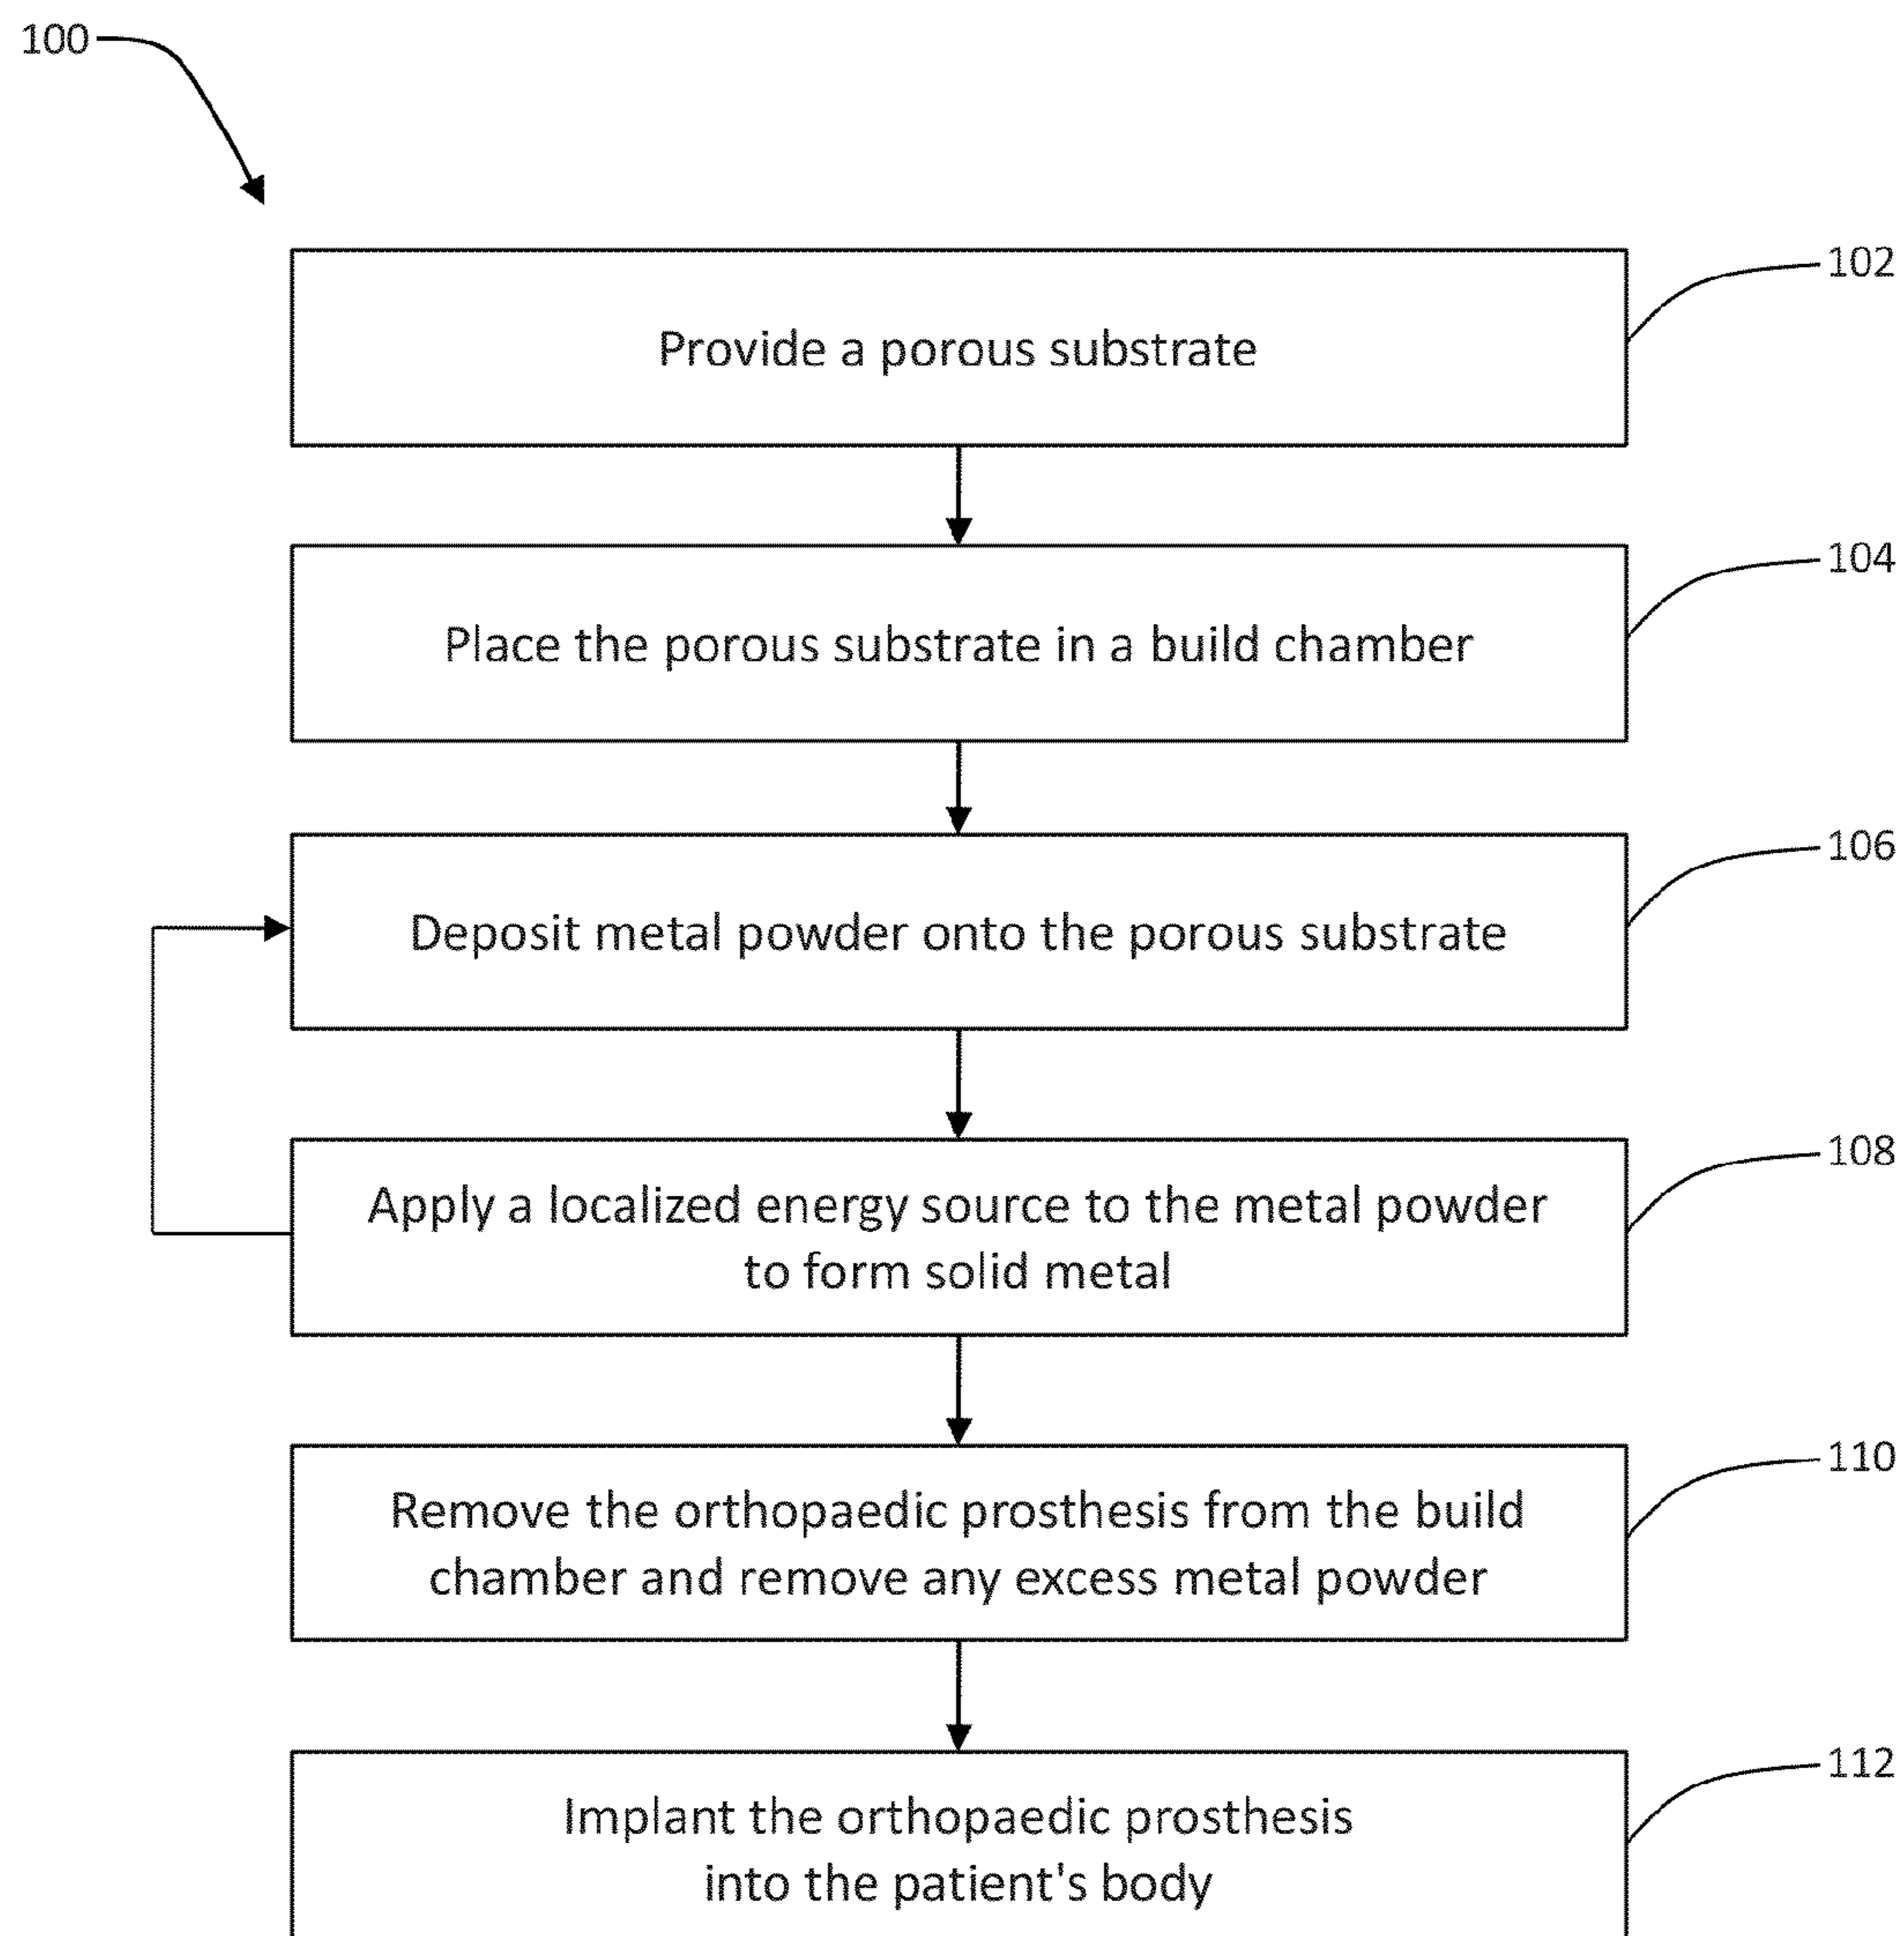 100
102
Provide a porous substrate
104
Place the porous substrate in a build chamber
106
Deposit metal powder onto the porous substrate
108
Apply a localized energy source to the metal powder
to form solid metal
110
Remove the orthopaedic prosthesis from the build
chamber and remove any excess metal powder
112
Implant the orthopaedic prosthesis
into the patient's body